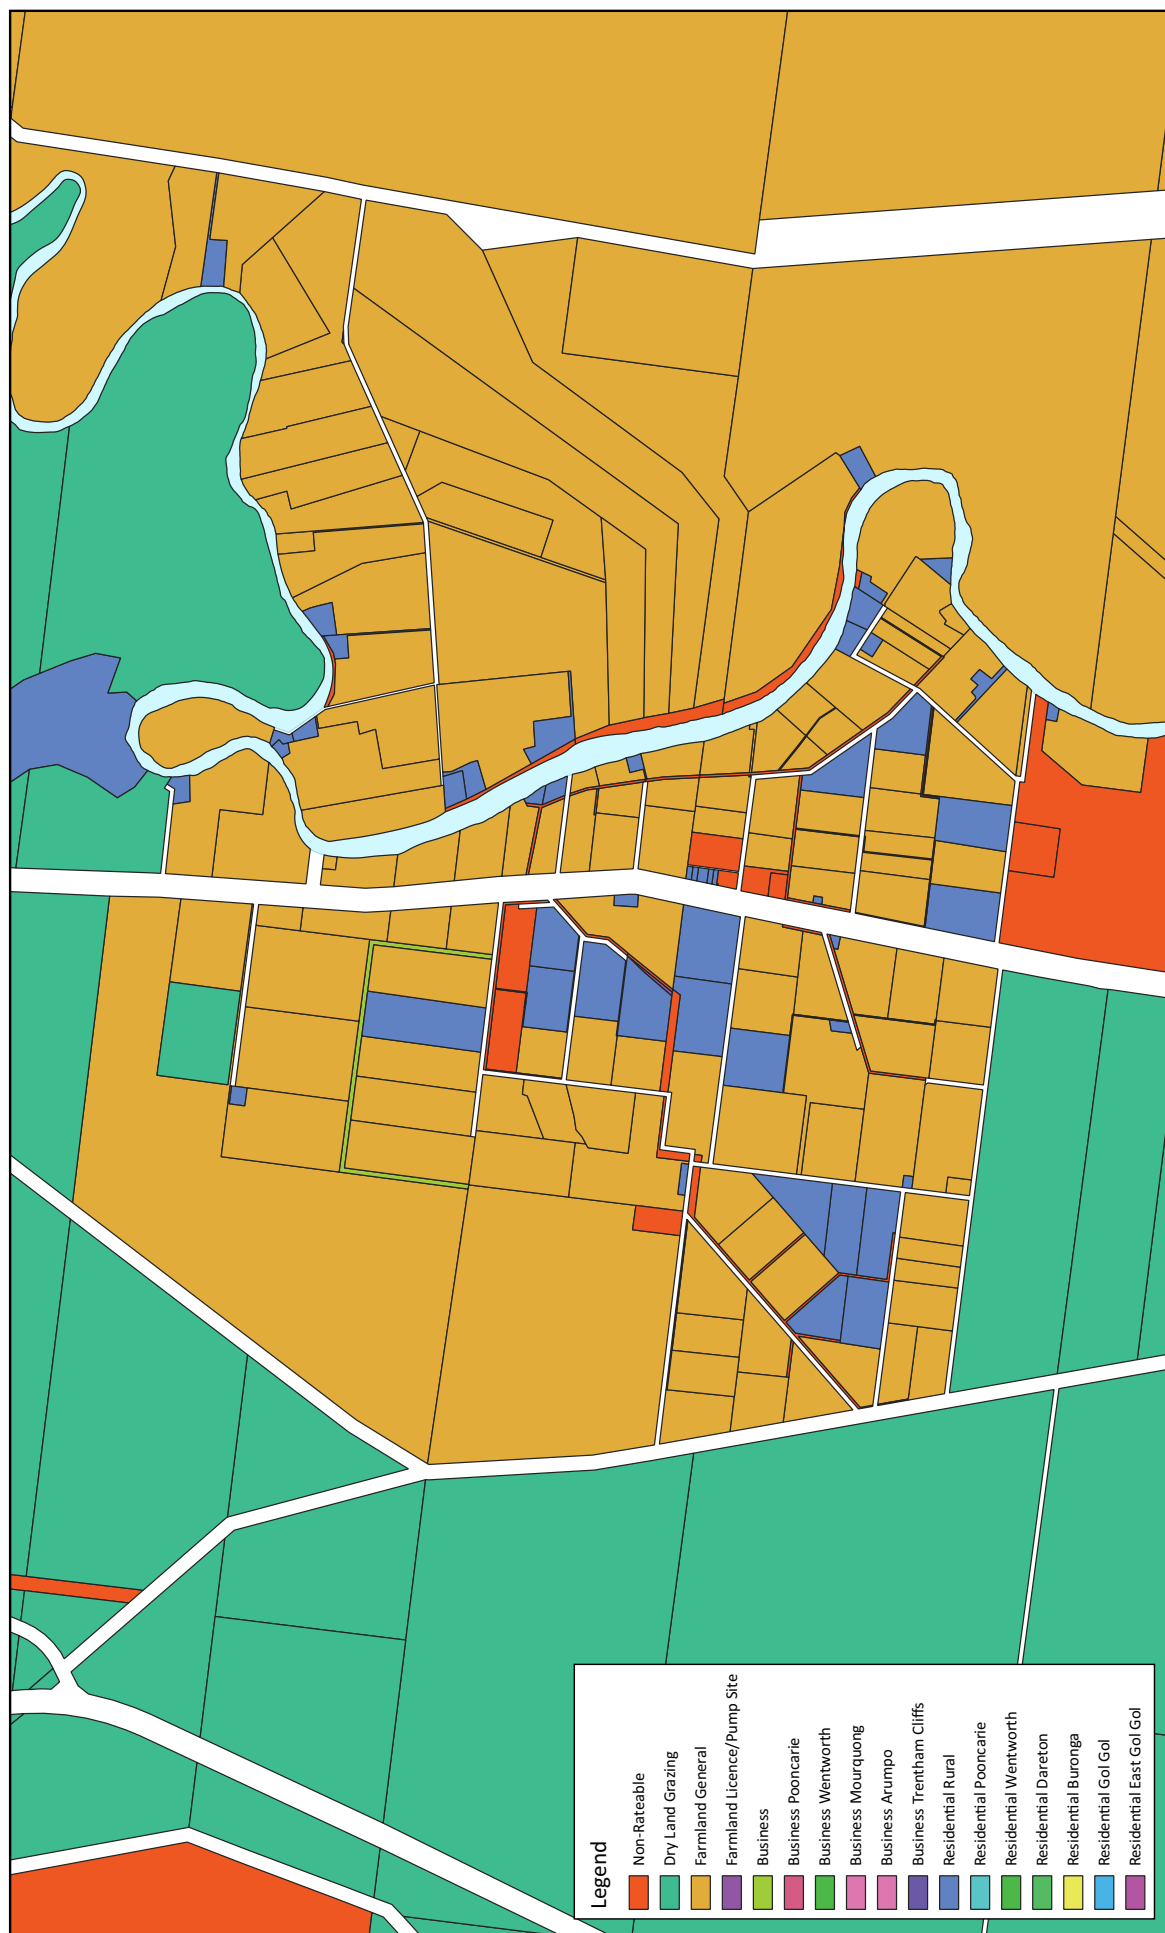 Legend
Non-Rateable
Dry Land Grazing
Farmland General
Farmland Licence/Pump Site
Business
Business Pooncarie
Business Wentworth
Business Mourquong
Business Arumpo
Business Trentham Cliffs
Residential Rural
Residential Pooncarie
Residential Wentworth
Residential Dareton
Residential Buronga
Residential Gol Gol
Residential East Gol Gol